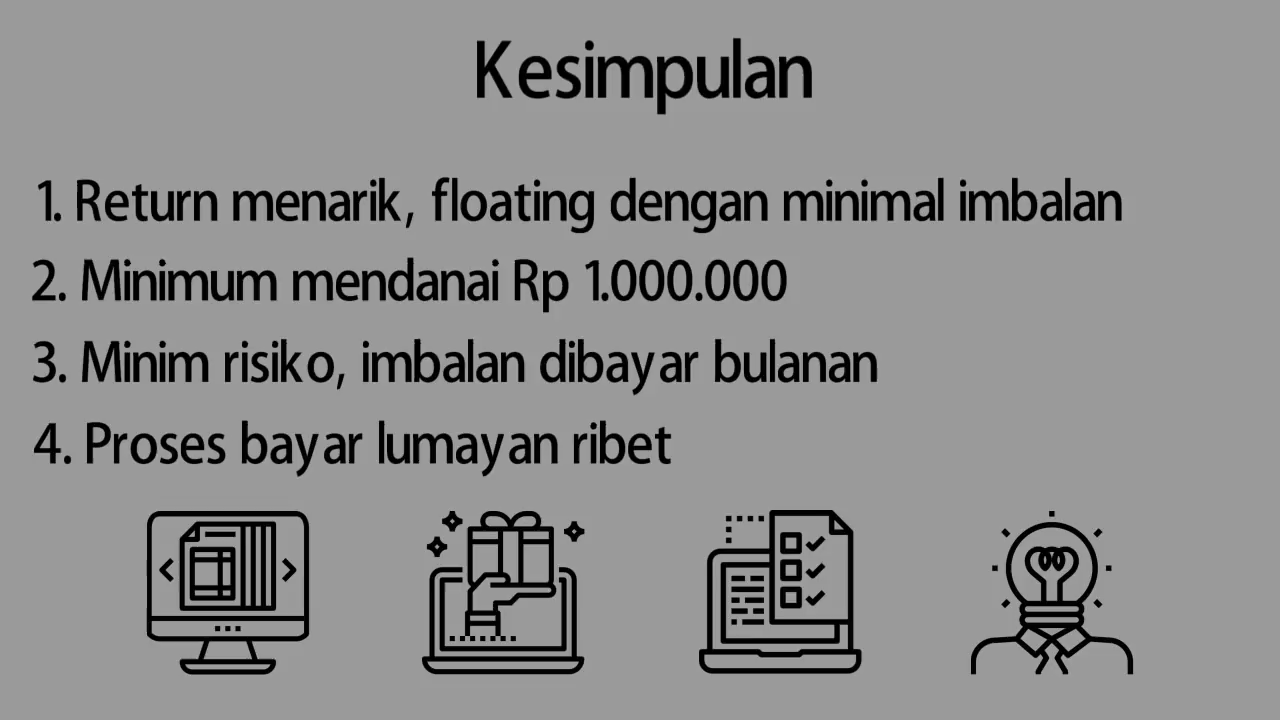 Kesimpulan
1. Return menarik, floating dengan minimal imbalan
2. Minimum mendanai Rp 1.000.000
3. Minim risiko, imbalan dibayar bulanan
4. Proses bayar lumayan ribet